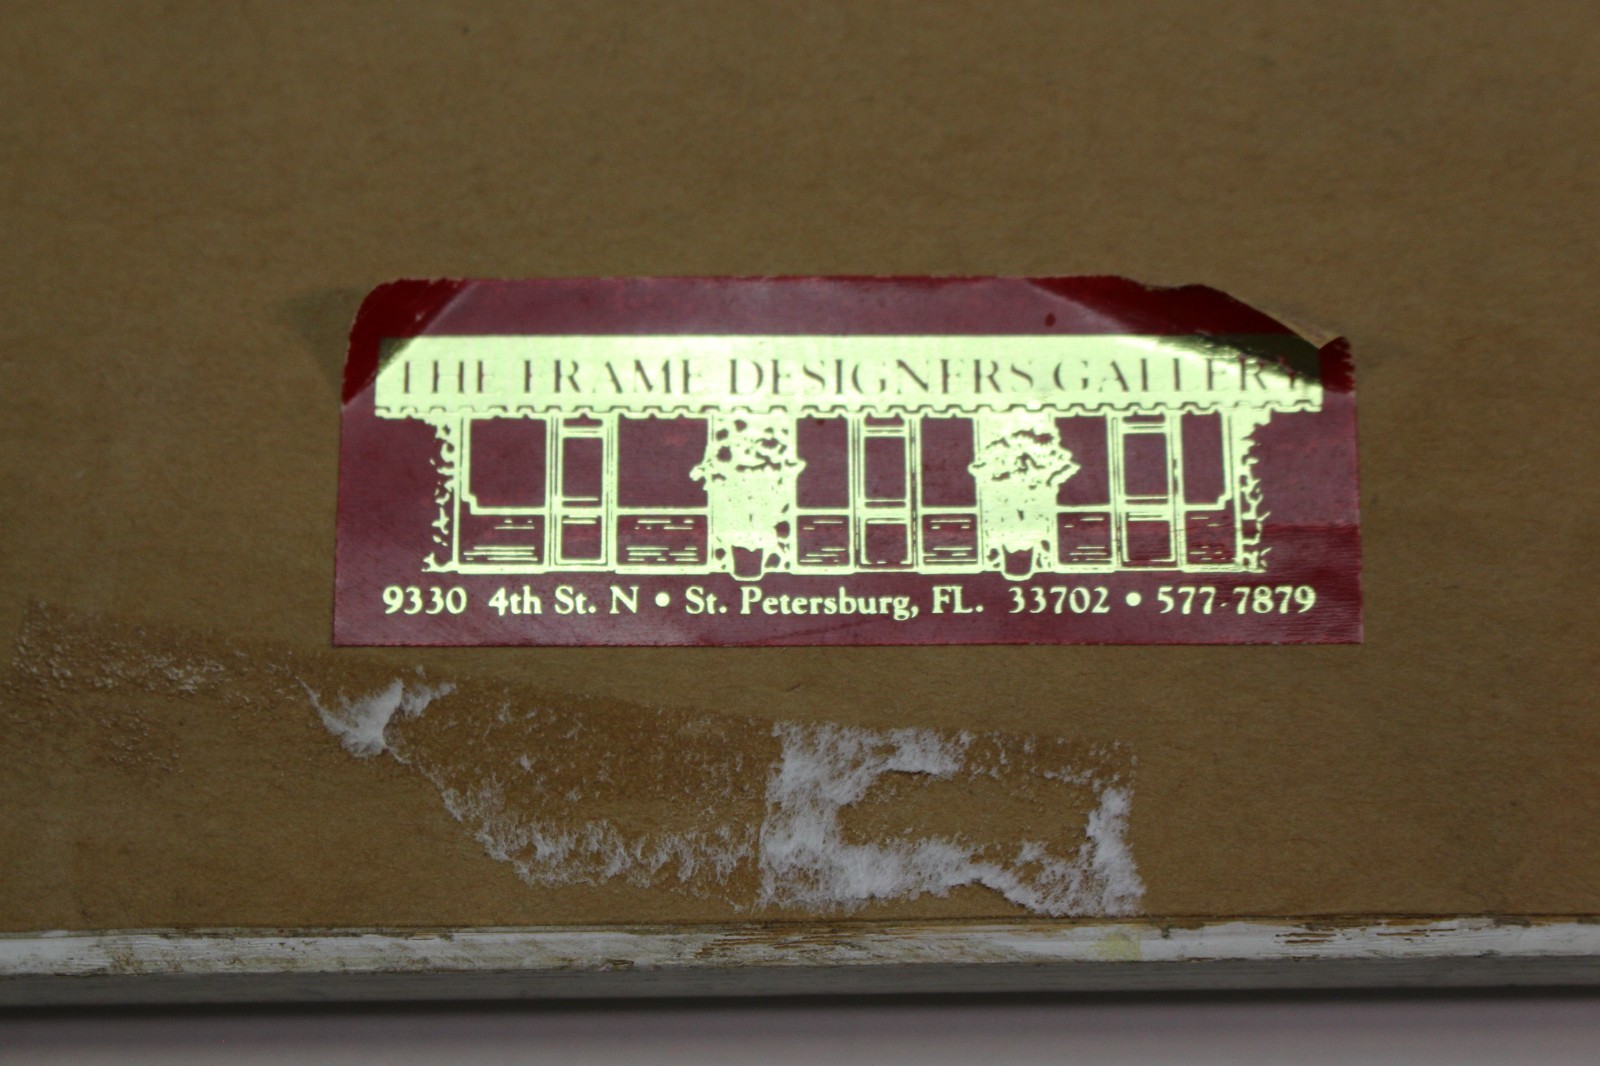 THE FRAME DESIGNERS GALLERY
9330 4th St. N • St. Petersburg, FL. 33702 • 577-7879